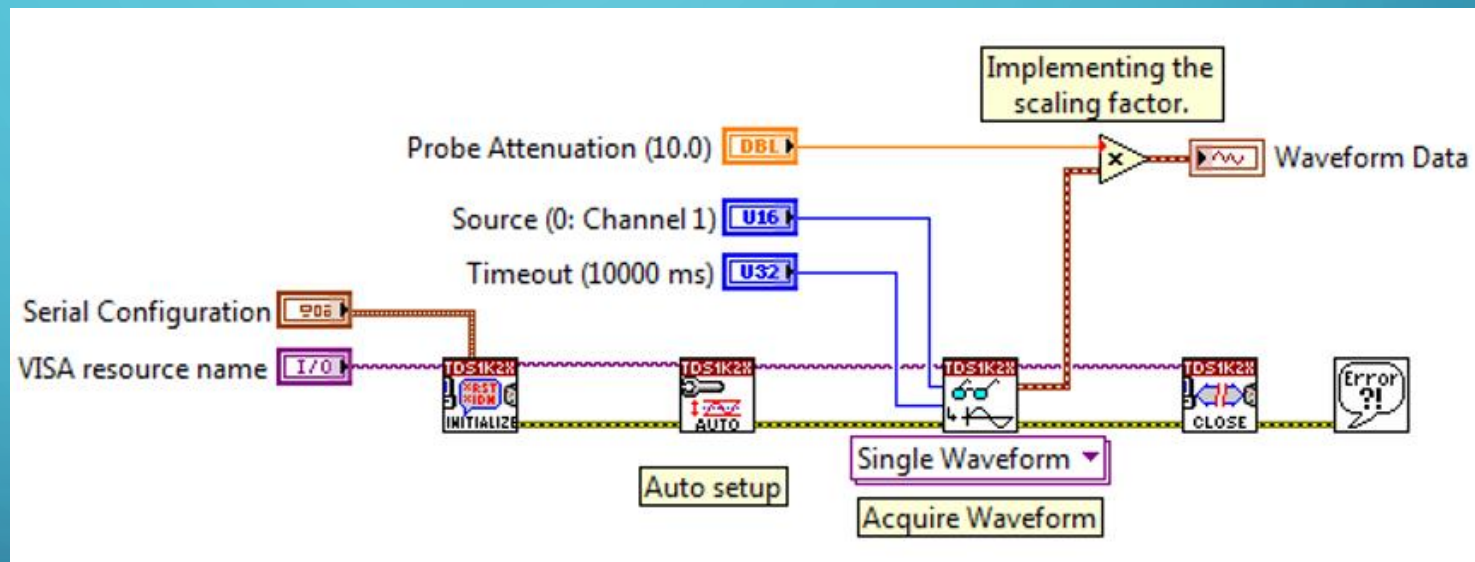 Implementing the
scaling factor.
Probe Attenuation (10.0)
DBL
×
Waveform Data
Source (0: Channel 1)
U16
Timeout (10000 ms)
U32
Serial Configuration
VISA resource name
I/O
TDS1K2X
INITIALIZE
TDS1K2X
AUTO
TDS1K2X
TDS1K2X
CLOSE
Error
?!
Single Waveform
Auto setup
Acquire Waveform